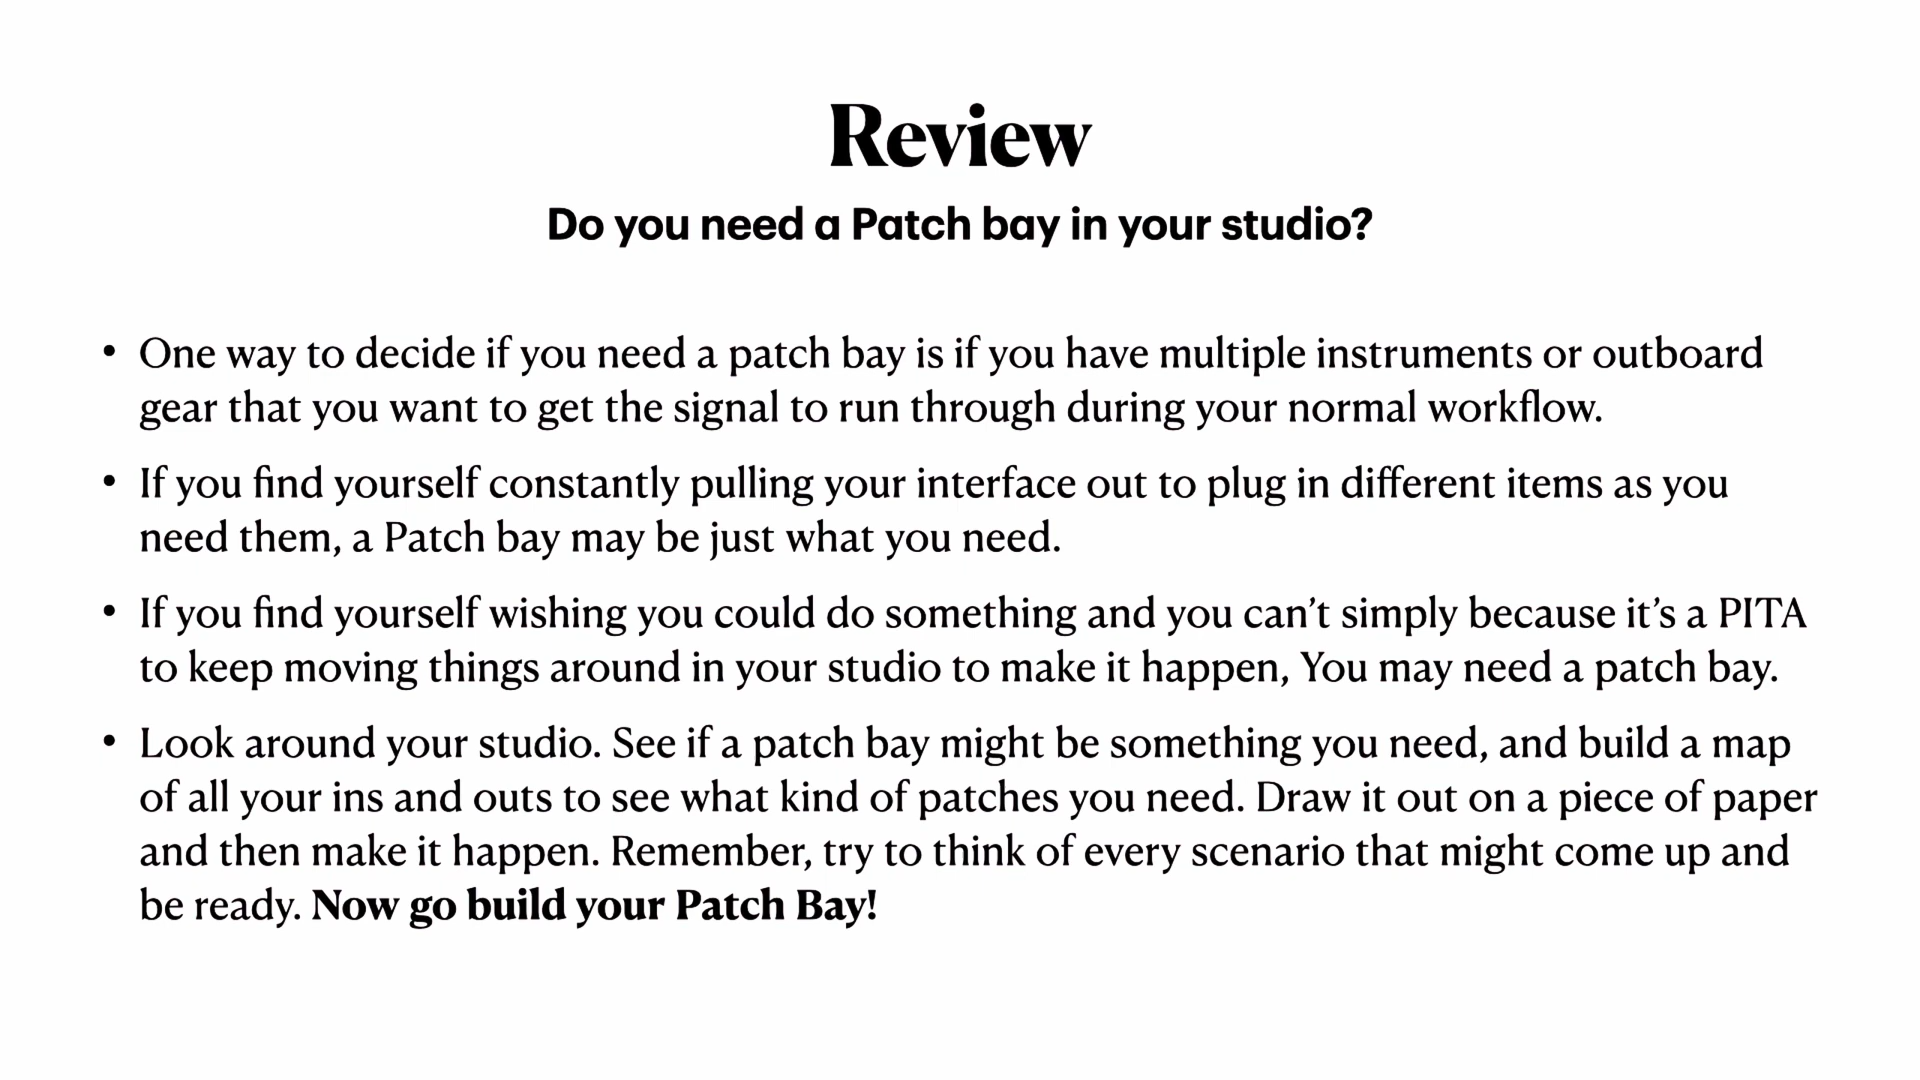 Review
Do you need a Patch bay in your studio?
• One way to decide if you need a patch bay is if you have multiple instruments or outboard
gear that you want to get the signal to run through during your normal workflow.
• If you find yourself constantly pulling your interface out to plug in different items as you
need them, a Patch bay may be just what you need.
• If you find yourself wishing you could do something and you can’t simply because it’s a PITA
to keep moving things around in your studio to make it happen, You may need a patch bay.
• Look around your studio. See if a patch bay might be something you need, and build a map
of all your ins and outs to see what kind of patches you need. Draw it out on a piece of paper
and then make it happen. Remember, try to think of every scenario that might come up and
be ready. Now go build your Patch Bay!